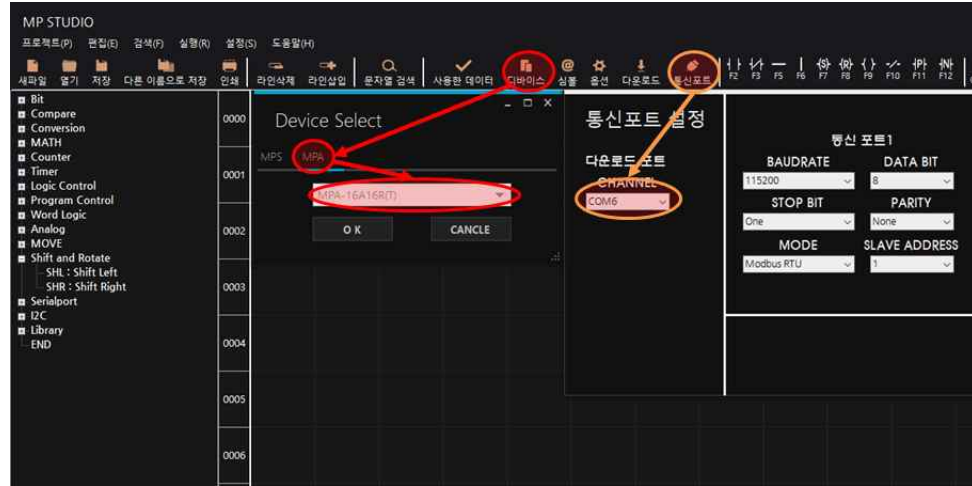 MP STUDIO
프로젝트(P) 편집(E) 검색(F) 실행(R) 설정(S) 도움말(H)
새파일 열기 저장 다른 이름으로 저장 인쇄 라인삭제 라인삽입 문자열 검색 사용한 데이터 디바이스 심볼 옵션 다운로드 통신포트 F2 F3 F5 F6 F7 F8 F9 F10 F11 F12
Bit
Compare
Conversion
MATH
Counter
Timer
Logic Control
Program Control
Word Logic
Analog
MOVE
Shift and Rotate
SHL : Shift Left
SHR : Shift Right
Serialport
I2C
Library
END
0000
0001
0002
0003
0004
0005
0006
Device Select
MPS MPA
MPA-16A16R(T)
O K CANCLE
통신포트 설정
다운로드 포트
CHANNEL
COM6
통신 포트1
BAUDRATE DATA BIT
115200 8
STOP BIT PARITY
One None
MODE SLAVE ADDRESS
Modbus RTU 1